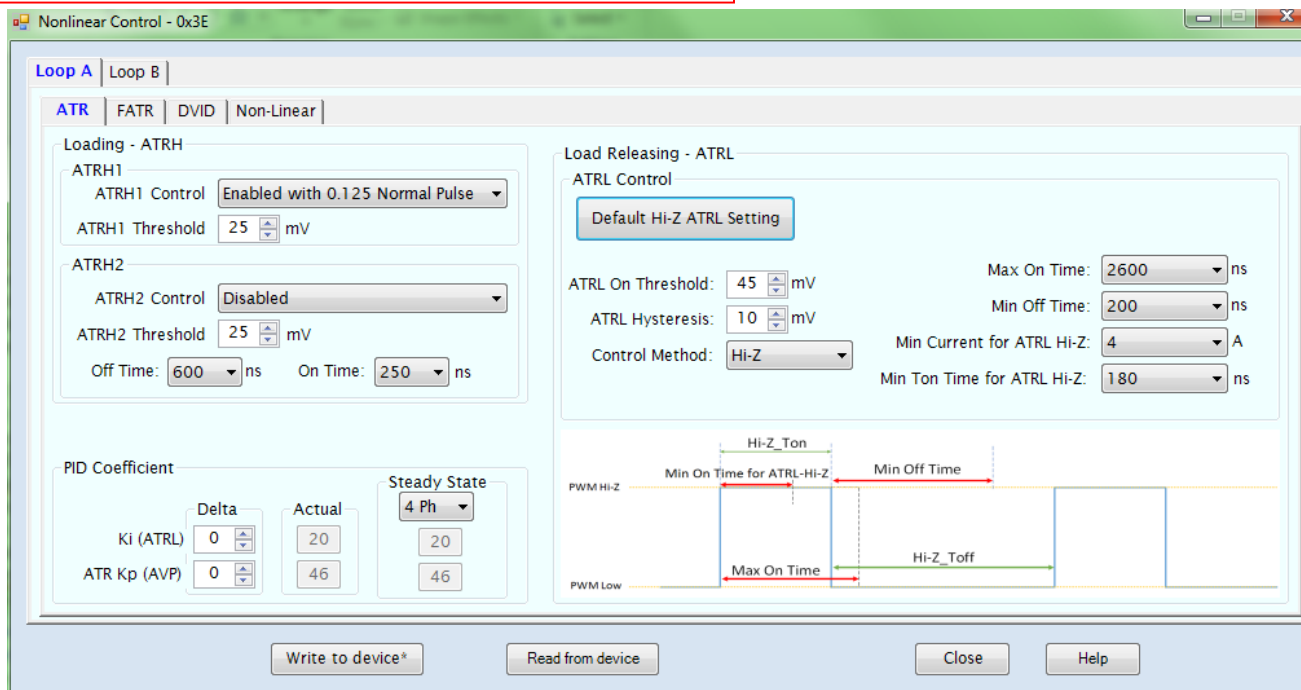 Nonlinear Control - 0x3E
Loop A Loop B
ATR FATR DVID Non-Linear
Loading - ATRH
ATRH1
ATRH1 Control Enabled with 0.125 Normal Pulse
ATRH1 Threshold 25 mV
ATRH2
ATRH2 Control Disabled
ATRH2 Threshold 25 mV
Off Time: 600 ns On Time: 250 ns
PID Coefficient
Delta Actual Steady State
4 Ph
Ki (ATRL) 0 20 20
ATR Kp (AVP) 0 46 46
Load Releasing - ATRL
ATRL Control
Default Hi-Z ATRL Setting
ATRL On Threshold: 45 mV
ATRL Hysteresis: 10 mV
Control Method: Hi-Z
Max On Time: 2600 ns
Min Off Time: 200 ns
Min Current for ATRL Hi-Z: 4 A
Min Ton Time for ATRL Hi-Z: 180 ns
Hi-Z_Ton
Min On Time for ATRL-Hi-Z Min Off Time
PWM Hi-Z
Hi-Z_Toff
Max On Time
PWM Low
Write to device* Read from device Close Help